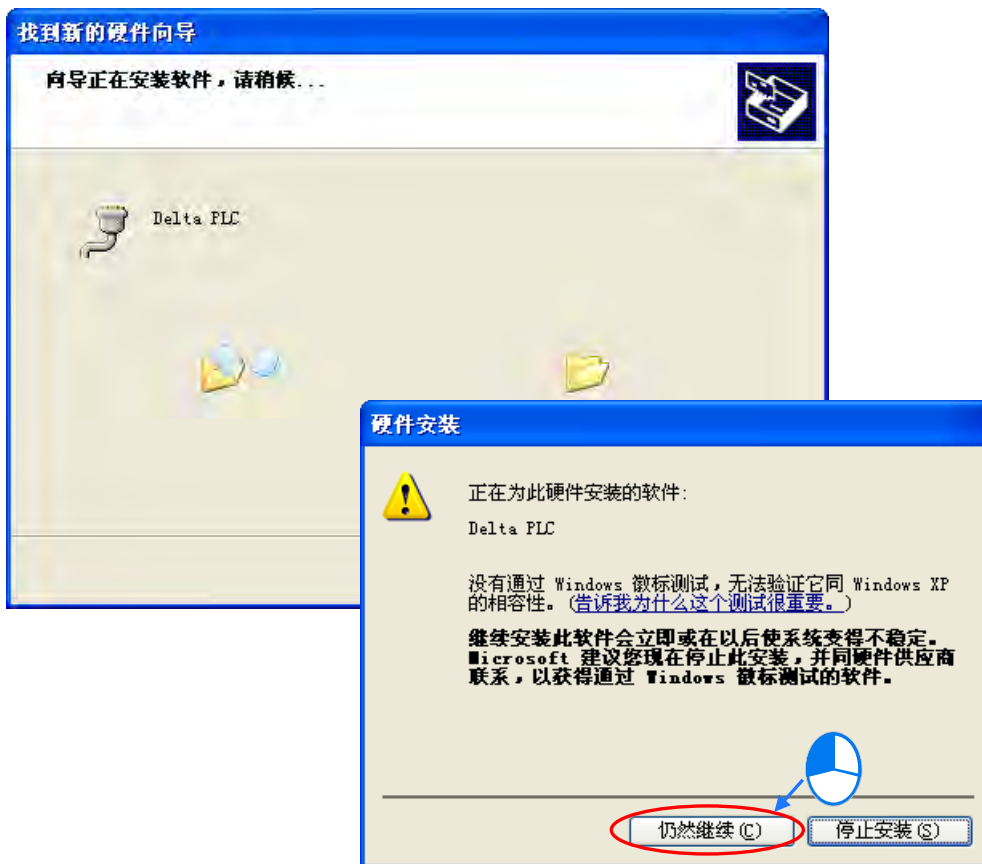 找到新的硬件向导
向导正在安装软件，请稍候...
Delta PLC
硬件安装
正在为此硬件安装的软件:
Delta PLC
没有通过 Windows 徽标测试，无法验证它同 Windows XP
的相容性。(告诉我为什么这个测试很重要。)
继续安装此软件会立即或在以后使系统变得不稳定。
Microsoft 建议您现在停止此安装，并同硬件供应商
联系，以获得通过 Windows 徽标测试的软件。
仍然继续(C) 停止安装(S)